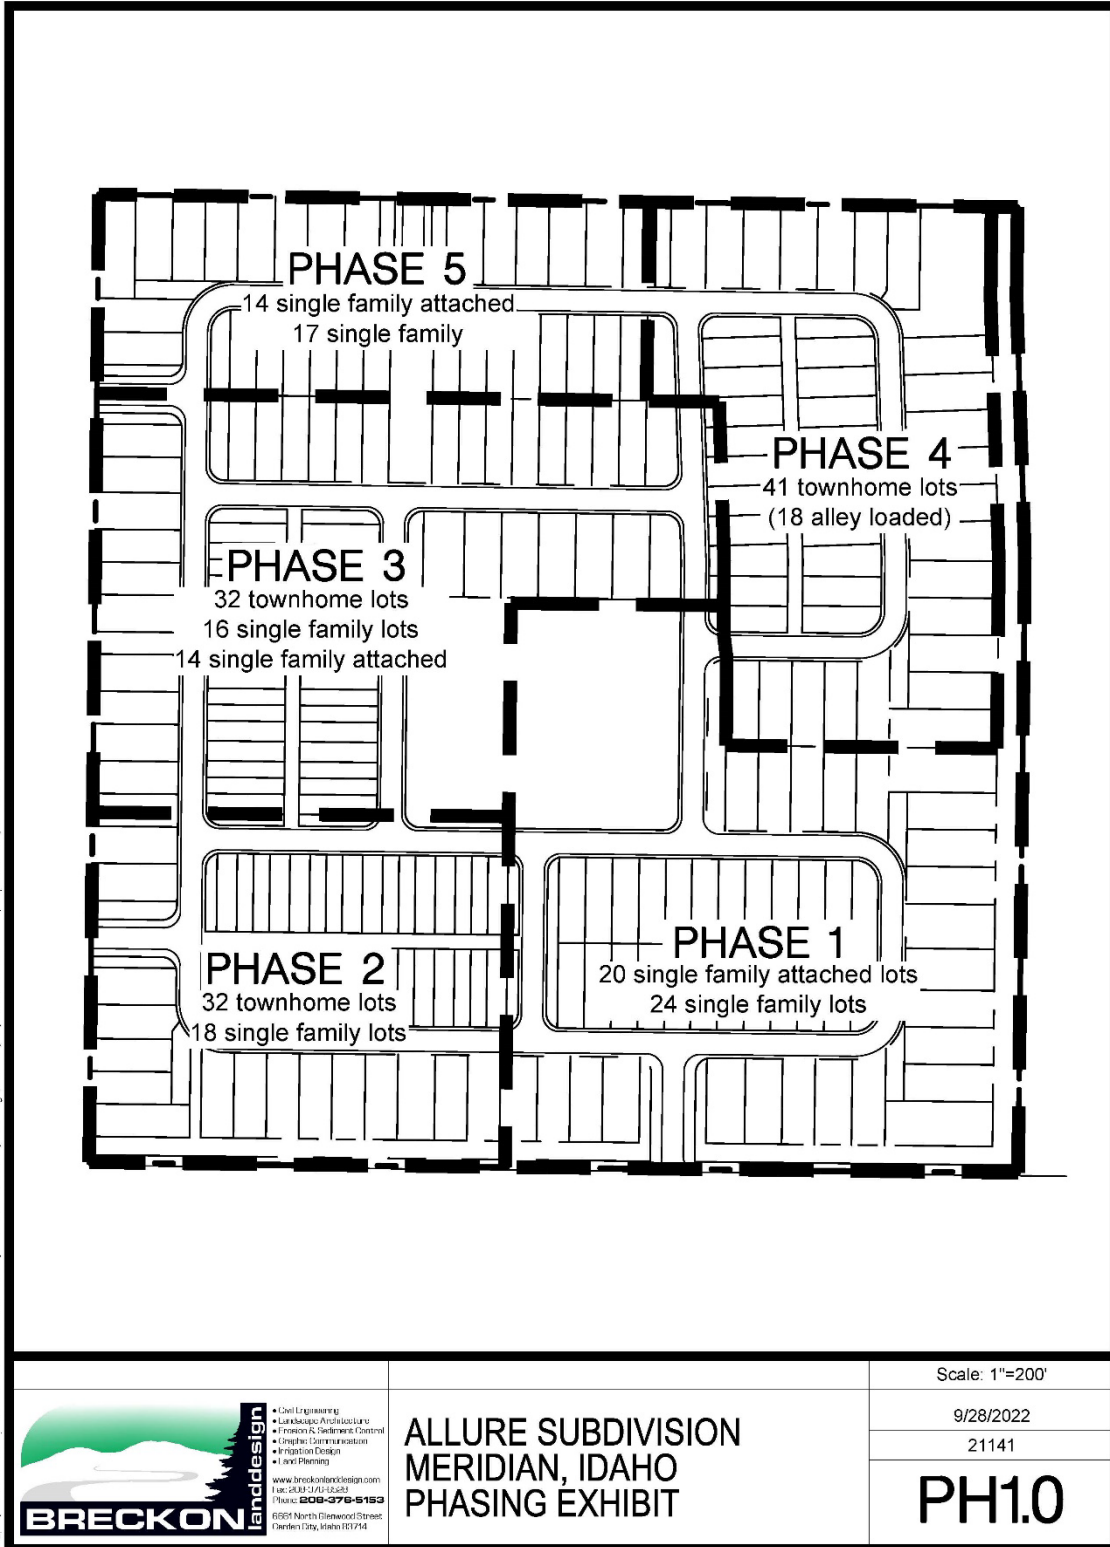 PHASE 5
14 single family attached
17 single family
PHASE 4
41 townhome lots
(18 alley loaded)
PHASE 3
32 townhome lots
16 single family lots
14 single family attached
PHASE 1
20 single family attached lots
24 single family lots
PHASE 2
32 townhome lots
18 single family lots
BRECKON
landdesign
• Civil Engineering
• Landscape Architecture
• Erosion & Sediment Control
• Graphic Communication
• Irrigation Design
• Land Planning
www.breckonlanddesign.com
Fax: 208-376-6528
Phone: 208-376-5153
6661 North Glenwood Street
Garden City, Idaho 83714
ALLURE SUBDIVISION
MERIDIAN, IDAHO
PHASING EXHIBIT
Scale: 1"=200'
9/28/2022
21141
PH1.0